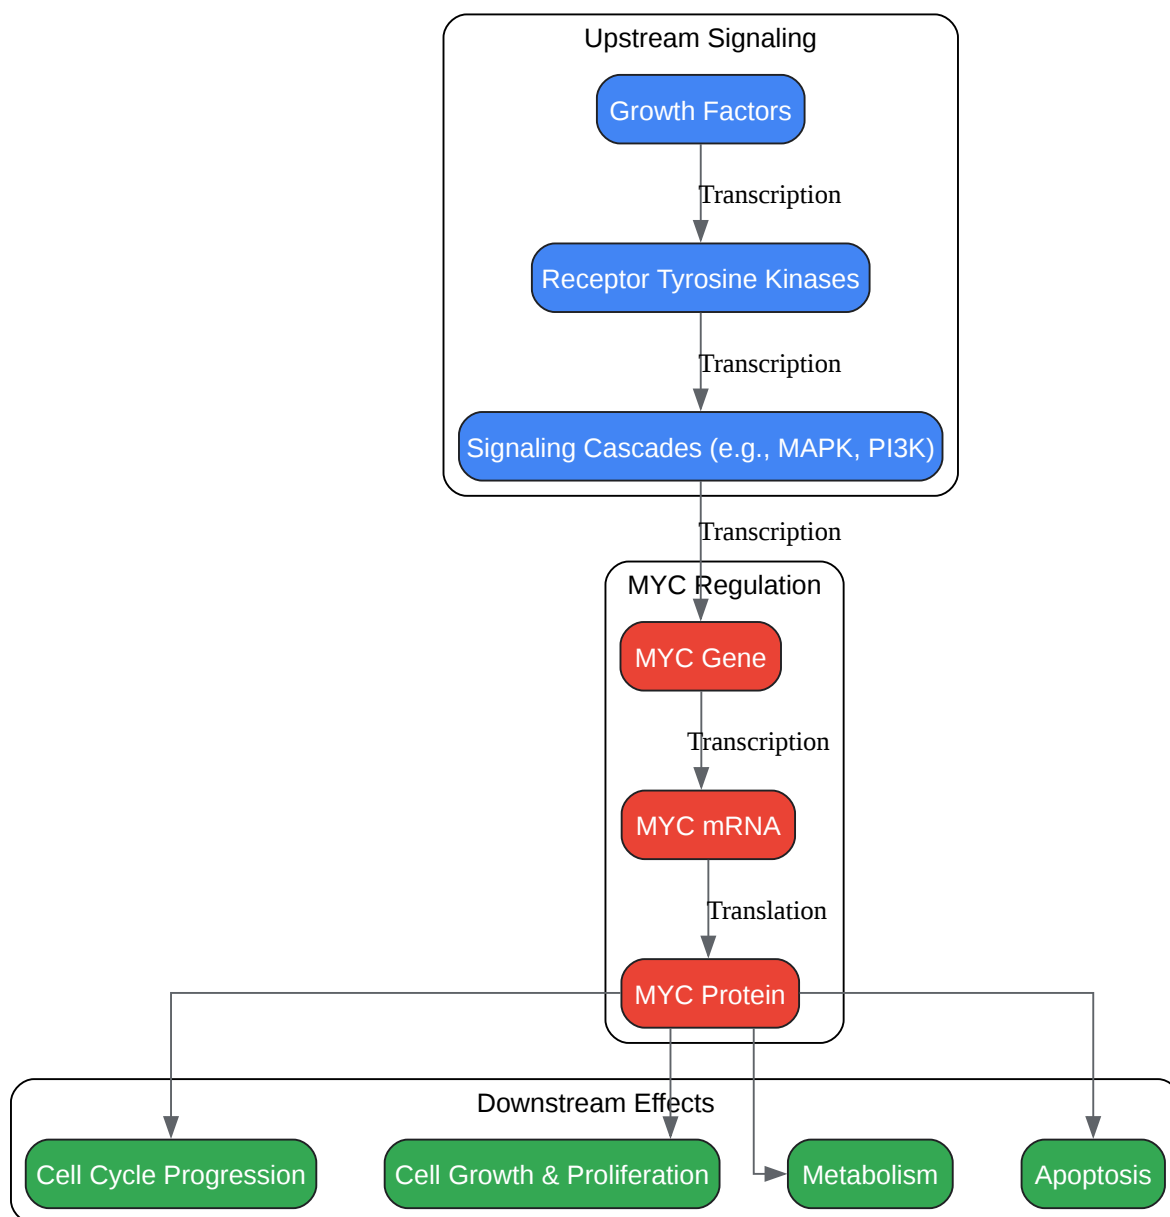 Upstream Signaling
Growth Factors
Transcription
Receptor Tyrosine Kinases
Transcription
Signaling Cascades (e.g., MAPK, PI3K)
Transcription
MYC Regulation
MYC Gene
Transcription
MYC mRNA
Translation
MYC Protein
Downstream Effects
Cell Cycle Progression
Cell Growth & Proliferation
Metabolism
Apoptosis